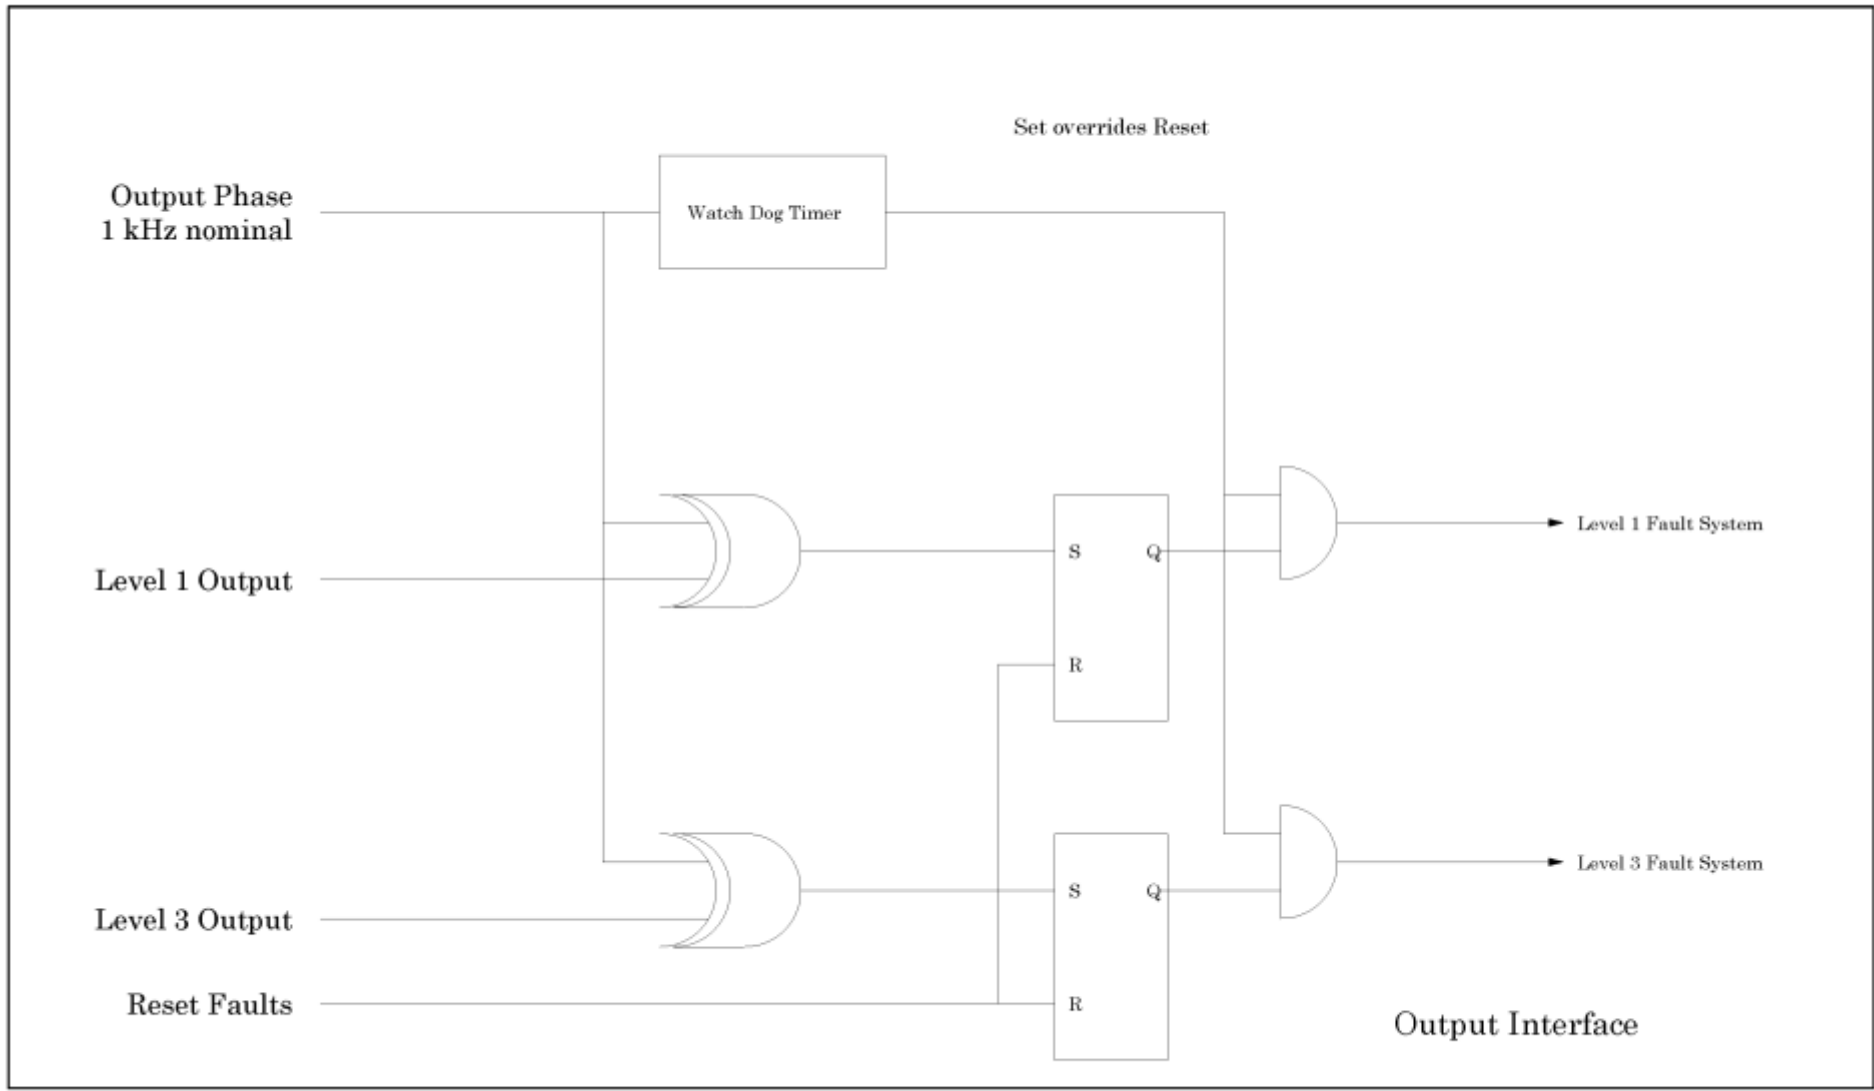 Set overrides Reset
Output Phase
1 kHz nominal
Watch Dog Timer
Level 1 Output
S
Q
R
Level 1 Fault System
Level 3 Output
S
Q
R
Level 3 Fault System
Reset Faults
Output Interface